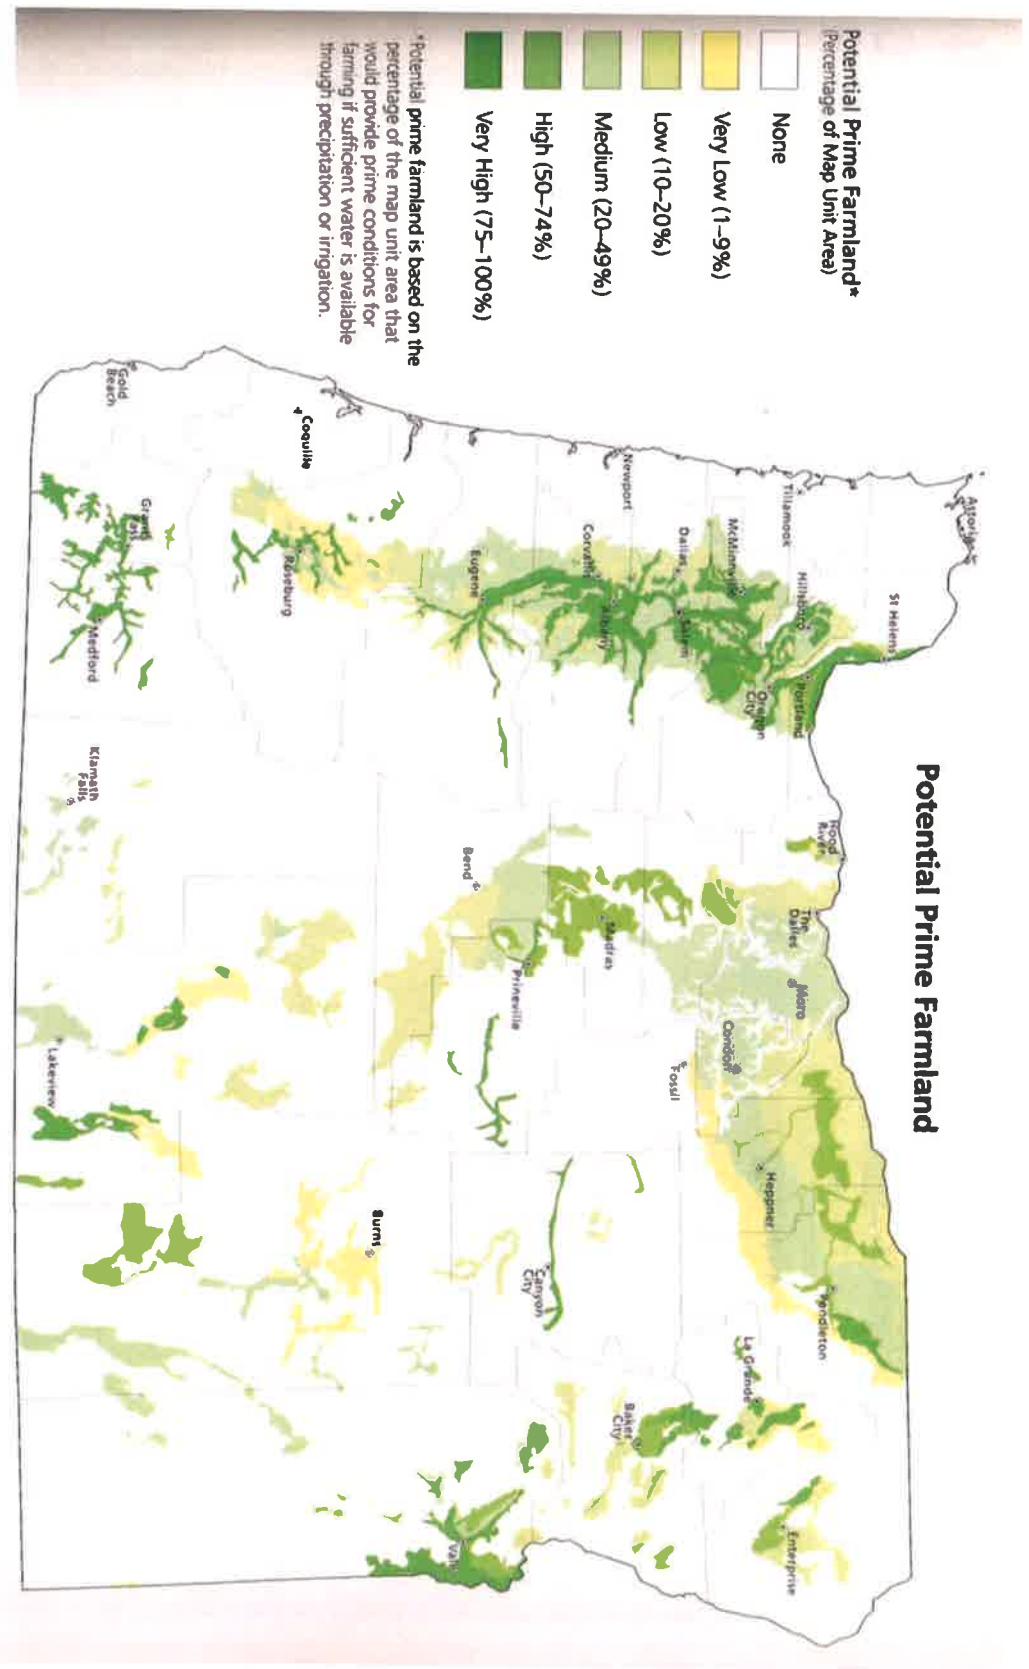 Potential Prime Farmland
Potential Prime Farmland*
(Percentage of Map Unit Area)
None
Very Low (1–9%)
Low (10–20%)
Medium (20–49%)
High (50–74%)
Very High (75–100%)
*Potential prime farmland is based on the
percentage of the map unit area that
would provide prime conditions for
farming if sufficient water is available
through precipitation or irrigation.
Astoria
St Helens
Tillamook
Hillsboro
Portland
Oregon
City
McMinnville
Dallas
Salem
Newport
Corvallis
Albany
Eugene
Coquille
Roseburg
Gold
Beach
Grants
Pass
Medford
Klamath
Falls
Hood
River
The
Dalles
Moro
Condon
Fossil
Madras
Prineville
Bend
Lakeview
Heppner
Pendleton
La Grande
Enterprise
Baker
City
Canyon
City
Burns
Vale